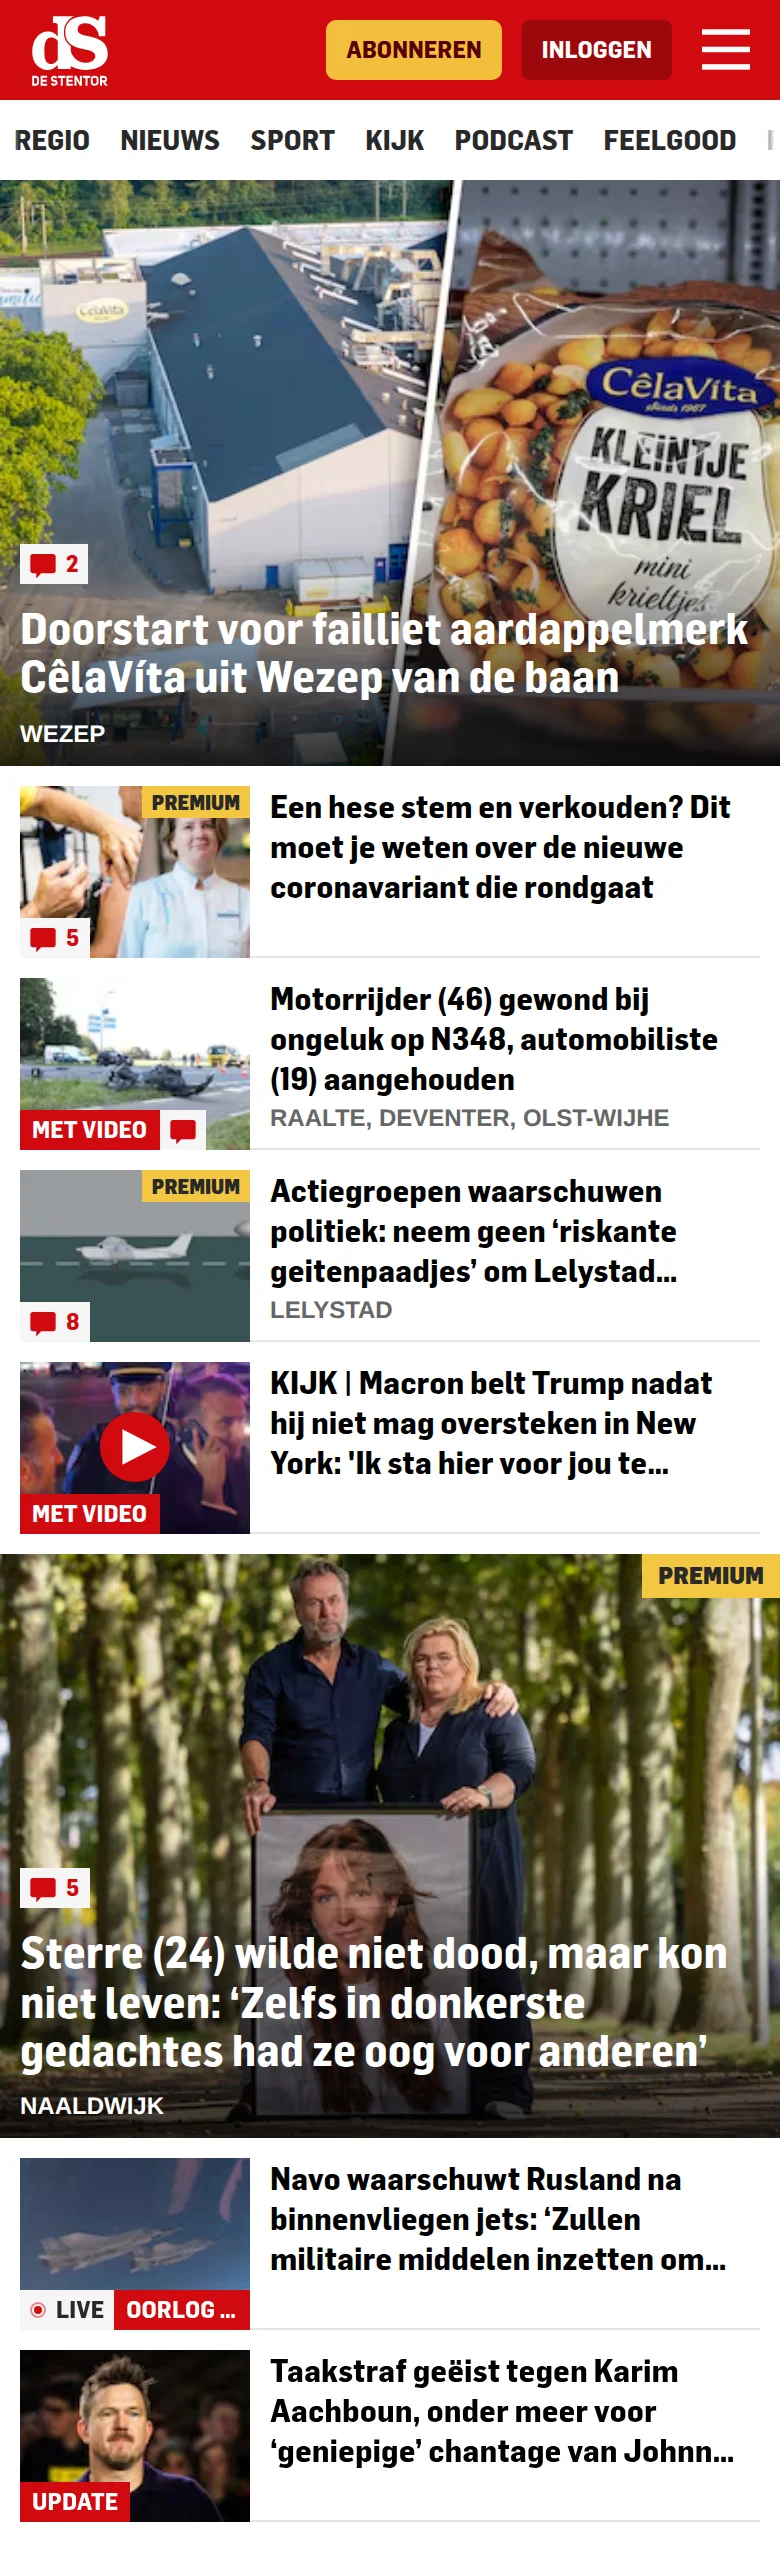 dS
DE STENTOR
ABONNEREN
INLOGGEN
REGIO NIEUWS SPORT KIJK PODCAST FEELGOOD
CêlaVíta
CêlaVíta
sinds 1967
KLEINTJE
KRIEL
mini
krieltjes
2
Doorstart voor failliet aardappelmerk
CêlaVíta uit Wezep van de baan
WEZEP
PREMIUM
5
Een hese stem en verkouden? Dit
moet je weten over de nieuwe
coronavariant die rondgaat
MET VIDEO
Motorrijder (46) gewond bij
ongeluk op N348, automobiliste
(19) aangehouden
RAALTE, DEVENTER, OLST-WIJHE
PREMIUM
8
Actiegroepen waarschuwen
politiek: neem geen ‘riskante
geitenpaadjes’ om Lelystad...
LELYSTAD
MET VIDEO
KIJK | Macron belt Trump nadat
hij niet mag oversteken in New
York: 'Ik sta hier voor jou te...
PREMIUM
5
Sterre (24) wilde niet dood, maar kon
niet leven: ‘Zelfs in donkerste
gedachtes had ze oog voor anderen’
NAALDWIJK
LIVE
OORLOG ...
Navo waarschuwt Rusland na
binnenvliegen jets: ‘Zullen
militaire middelen inzetten om...
UPDATE
Taakstraf geëist tegen Karim
Aachboun, onder meer voor
‘geniepige’ chantage van Johnn...